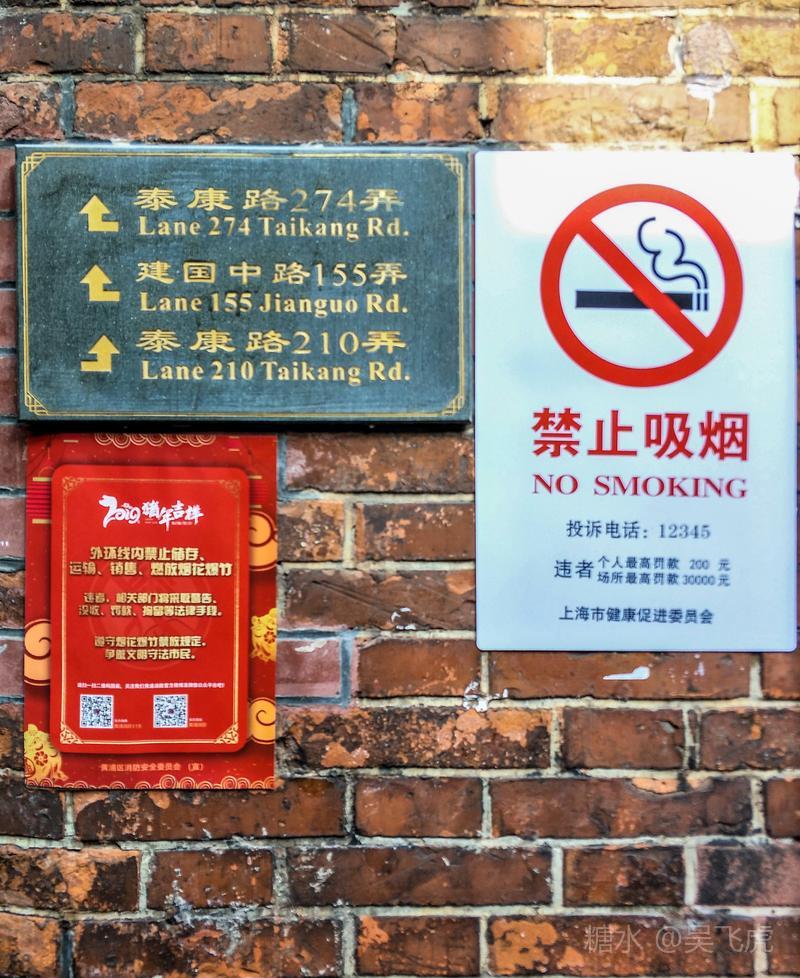 泰康路274弄
Lane 274 Taikang Rd.
建国中路155弄
Lane 155 Jianguo Rd.
泰康路210弄
Lane 210 Taikang Rd.
禁止吸烟
NO SMOKING
投诉电话：12345
违者 个人最高罚款 200 元
场所最高罚款 30000 元
上海市健康促进委员会
2019 猪年吉祥
外环线内禁止储存、
运输、销售、燃放烟花爆竹
违者，相关部门将采取警告、
没收、罚款、拘留等法律手段。
遵守烟花爆竹禁放规定，
争做文明守法市民。
黄浦区消防安全委员会 （宣）
糖水 @吴飞虎